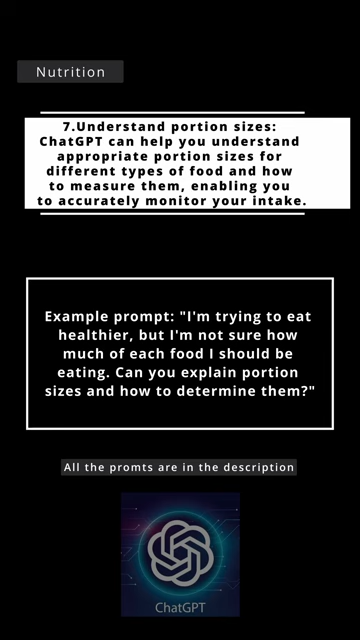 Nutrition
7.Understand portion sizes:
ChatGPT can help you understand
appropriate portion sizes for
different types of food and how
to measure them, enabling you
to accurately monitor your intake.
Example prompt: "I'm trying to eat
healthier, but I'm not sure how
much of each food I should be
eating. Can you explain portion
sizes and how to determine them?"
All the promts are in the description
ChatGPT